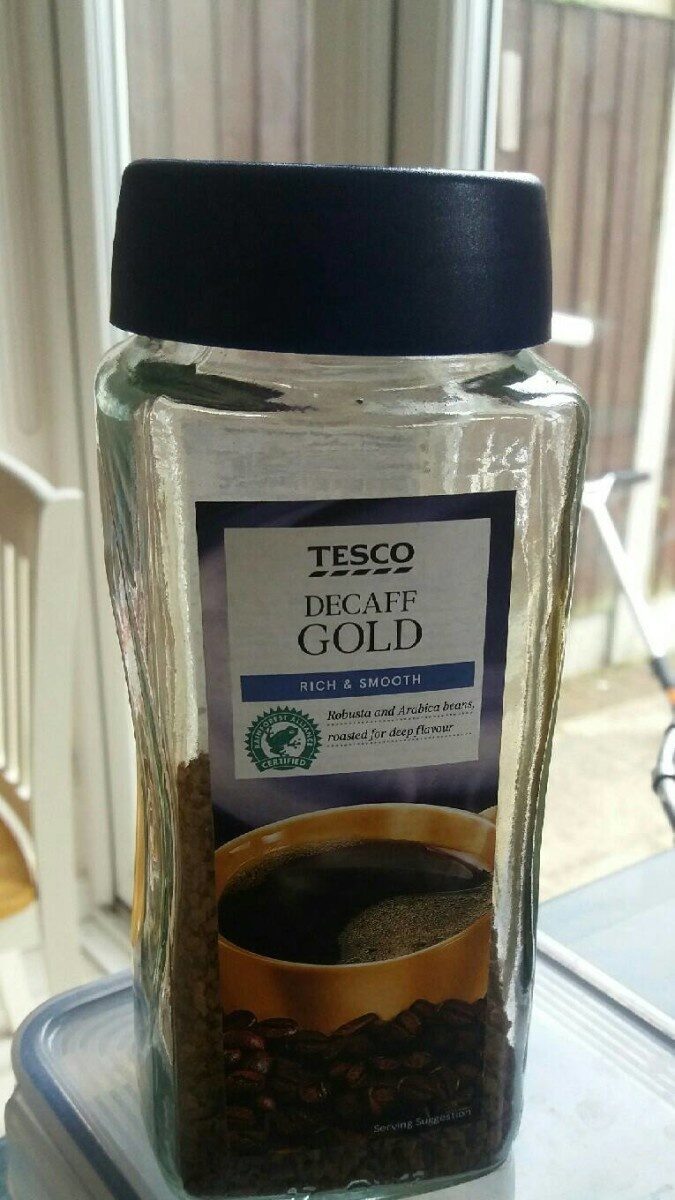 TESCO
DECAFF
GOLD
RICH & SMOOTH
RAINFOREST ALLIANCE
CERTIFIED
Robusta and Arabica beans,
roasted for deep flavour
Serving Suggestion